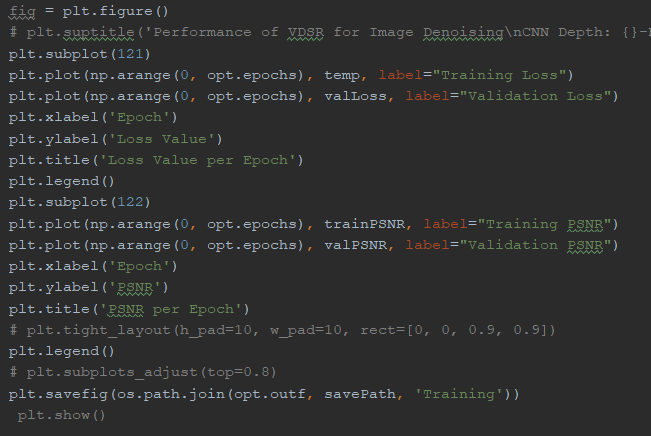 fig = plt.figure()
# plt.suptitle('Performance of VDSR for Image Denoising\nCNN Depth: {}-
plt.subplot(121)
plt.plot(np.arange(0, opt.epochs), temp, label="Training Loss")
plt.plot(np.arange(0, opt.epochs), valLoss, label="Validation Loss")
plt.xlabel('Epoch')
plt.ylabel('Loss Value')
plt.title('Loss Value per Epoch')
plt.legend()
plt.subplot(122)
plt.plot(np.arange(0, opt.epochs), trainPSNR, label="Training PSNR")
plt.plot(np.arange(0, opt.epochs), valPSNR, label="Validation PSNR")
plt.xlabel('Epoch')
plt.ylabel('PSNR')
plt.title('PSNR per Epoch')
# plt.tight_layout(h_pad=10, w_pad=10, rect=[0, 0, 0.9, 0.9])
plt.legend()
# plt.subplots_adjust(top=0.8)
plt.savefig(os.path.join(opt.outf, savePath, 'Training'))
plt.show()